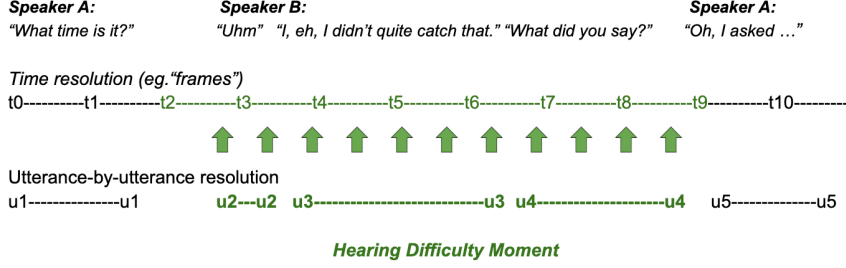 Speaker A: Speaker B: Speaker A:
“What time is it?” “Uhm” “I, eh, I didn’t quite catch that.” “What did you say?” “Oh, I asked …”
Time resolution (eg.“frames”)
t0----------t1----------t2----------t3----------t4----------t5----------t6----------t7----------t8----------t9----------t10---------
Utterance-by-utterance resolution
u1---------------u1 u2---u2 u3----------------------------u3 u4---------------------u4 u5--------------u5
Hearing Difficulty Moment